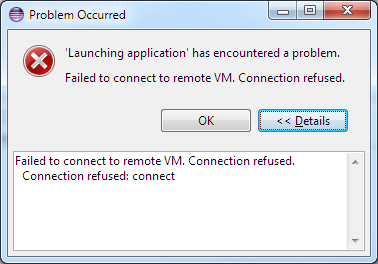 Problem Occurred
'Launching application' has encountered a problem.
Failed to connect to remote VM. Connection refused.
OK
<< Details
Failed to connect to remote VM. Connection refused.
Connection refused: connect